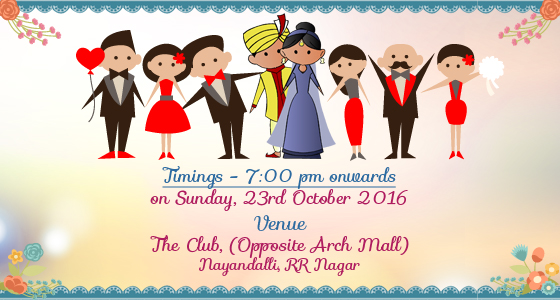 Timings - 7:00 pm onwards
on Sunday, 23rd October 2016
Venue
The Club, (Opposite Arch Mall)
Nayandalli, RR Nagar